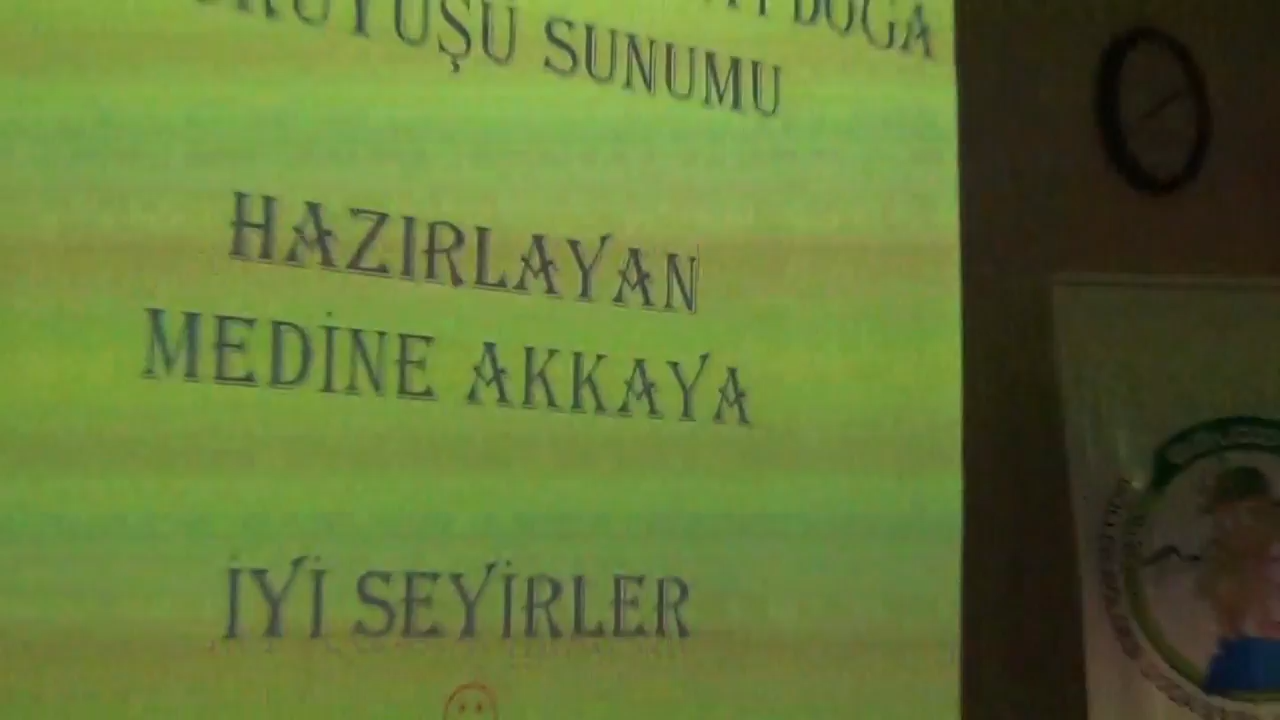 DOĞA
SUNUMU
HAZIRLAYAN
MEDİNE AKKAYA
İYİ SEYİRLER